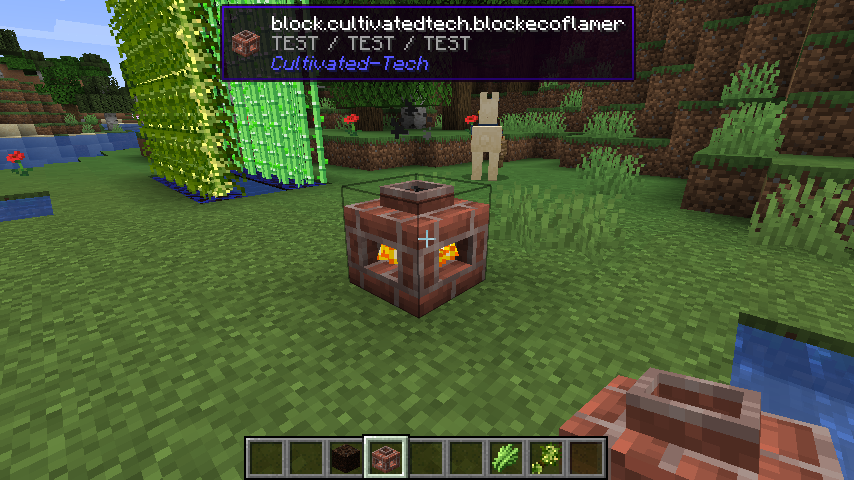 block.cultivatedtech.blockecoflamer
TEST / TEST / TEST
Cultivated-Tech